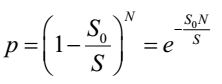 p = (1 − S₀/S)ᴺ = e^(−S₀N/S)